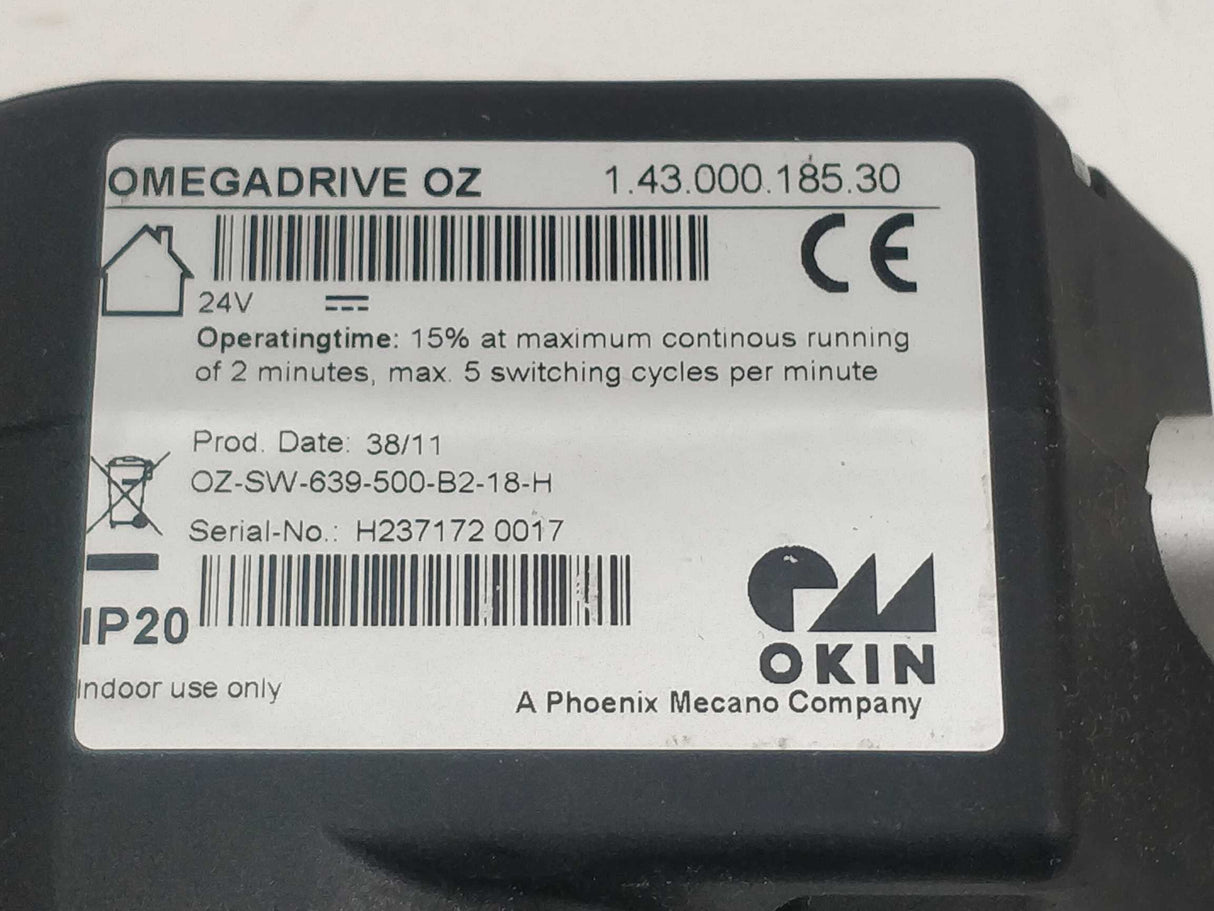 OMEGADRIVE OZ 1.43.000.185.30
CE
24V
Operatingtime: 15% at maximum continous running
of 2 minutes, max. 5 switching cycles per minute
Prod. Date: 38/11
OZ-SW-639-500-B2-18-H
Serial-No.: H237172 0017
IP20
OKIN
Indoor use only
A Phoenix Mecano Company